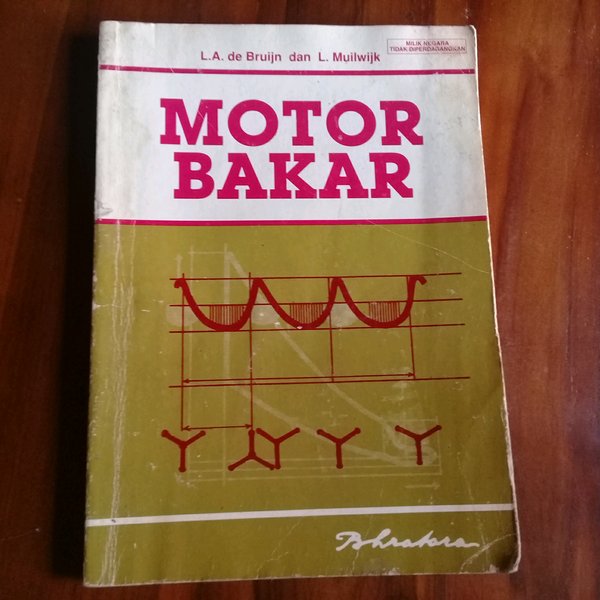 MILIK NEGARA
TIDAK DIPERDAGANGKAN
L.A. de Bruijn dan L. Muilwijk
MOTOR
BAKAR
Bhratara